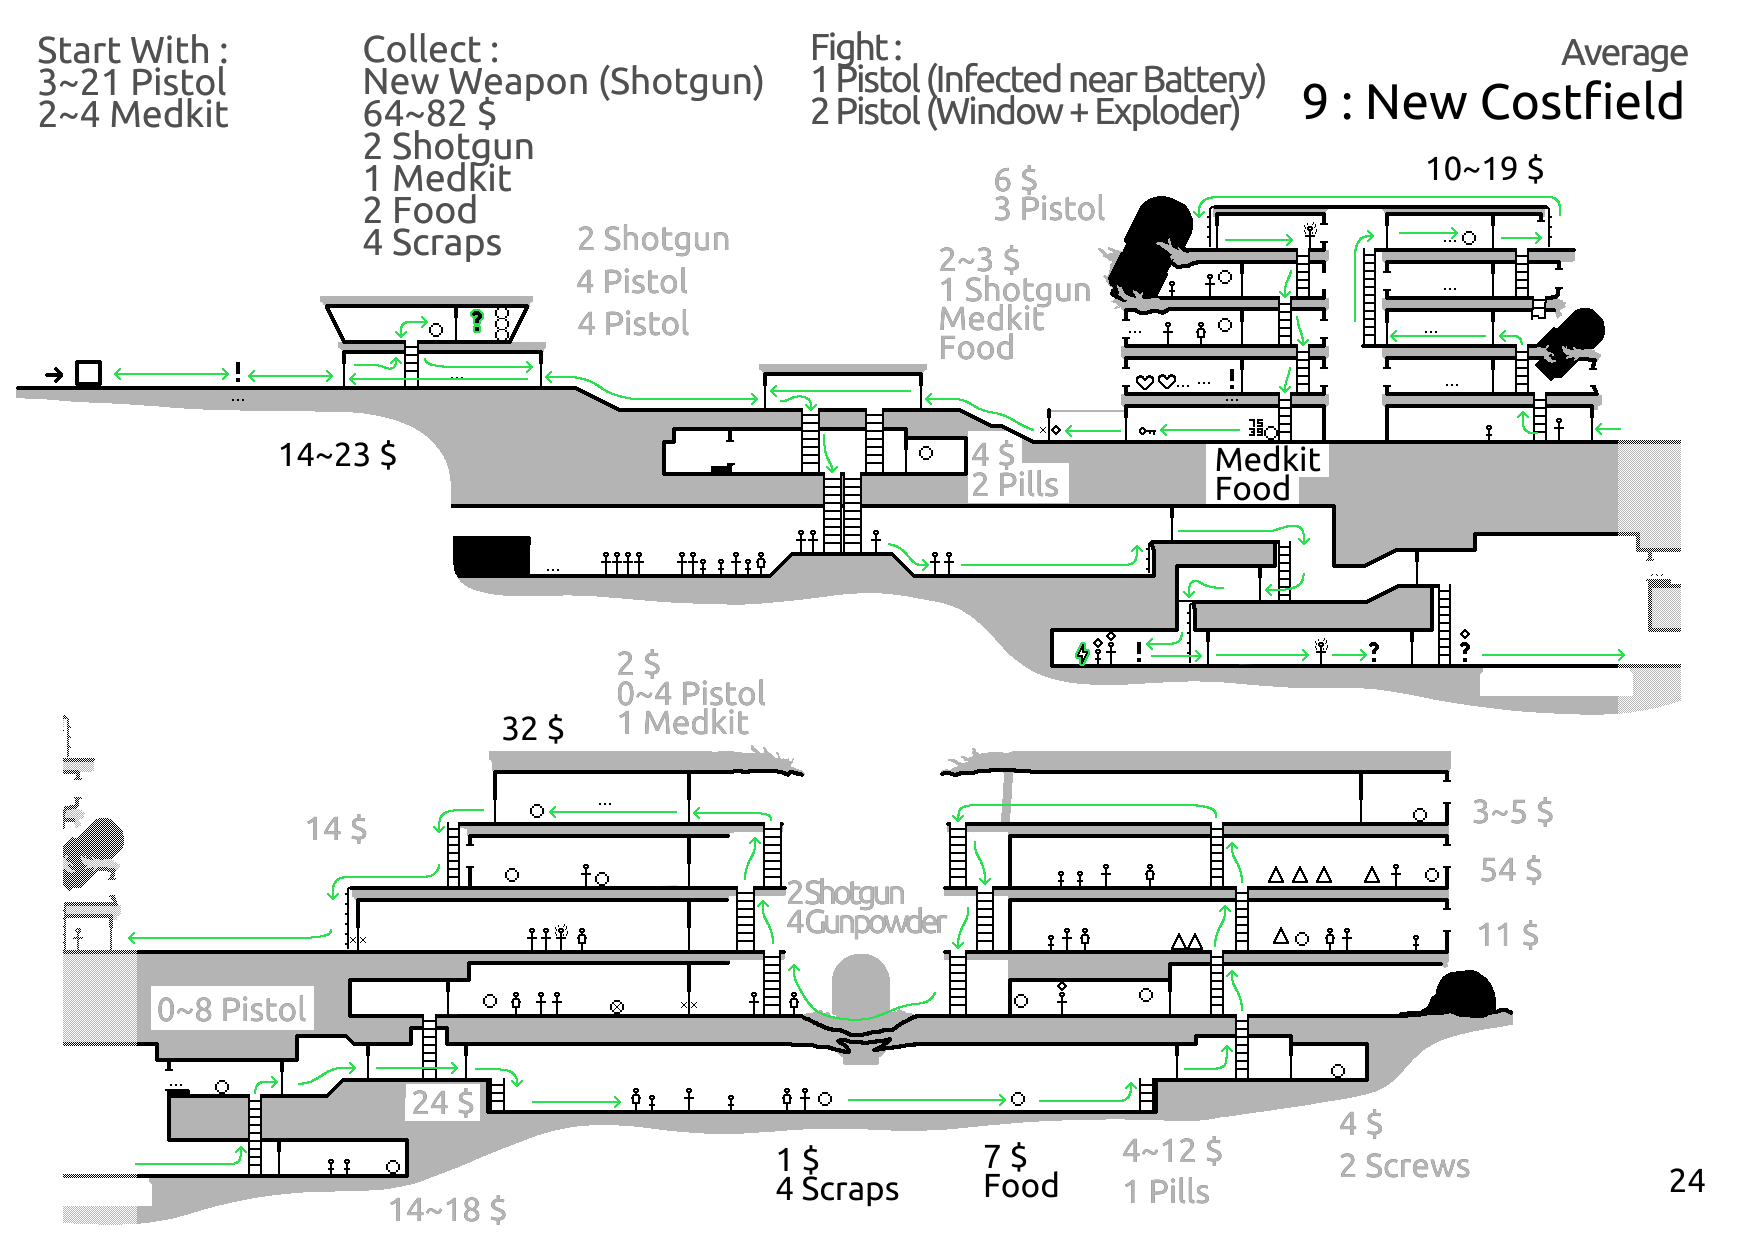 Start With :
3~21 Pistol
2~4 Medkit
Collect :
New Weapon (Shotgun)
64~82 $
2 Shotgun
1 Medkit
2 Food
4 Scraps
Fight :
1 Pistol (Infected near Battery)
2 Pistol (Window + Exploder)
Average
9 : New Costfield
10~19 $
6 $
3 Pistol
2 Shotgun
4 Pistol
4 Pistol
2~3 $
1 Shotgun
Medkit
Food
?
!
...
14~23 $
... ...
...
...
...
♡♡... ... !
...
...
...
35
39
4 $
2 Pills
Medkit
Food
...
! ? ?
2 $
0~4 Pistol
1 Medkit
32 $
...
14 $
3~5 $
54 $
2 Shotgun
4 Gunpowder
11 $
0~8 Pistol
...
24 $
1 $
4 Scraps
7 $
Food
4~12 $
1 Pills
4 $
2 Screws
14~18 $
24